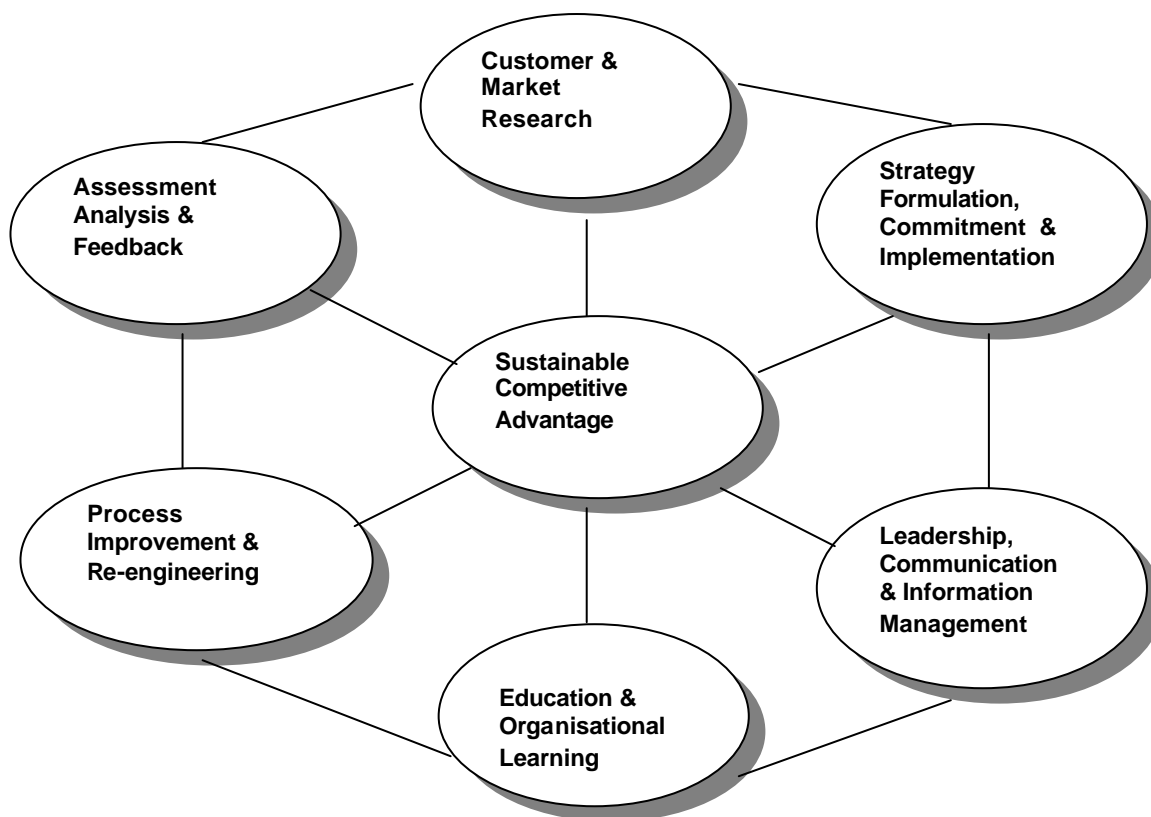 Customer &
Market
Research
Assessment
Analysis &
Feedback
Strategy
Formulation,
Commitment &
Implementation
Sustainable
Competitive
Advantage
Process
Improvement &
Re-engineering
Leadership,
Communication
& Information
Management
Education &
Organisational
Learning